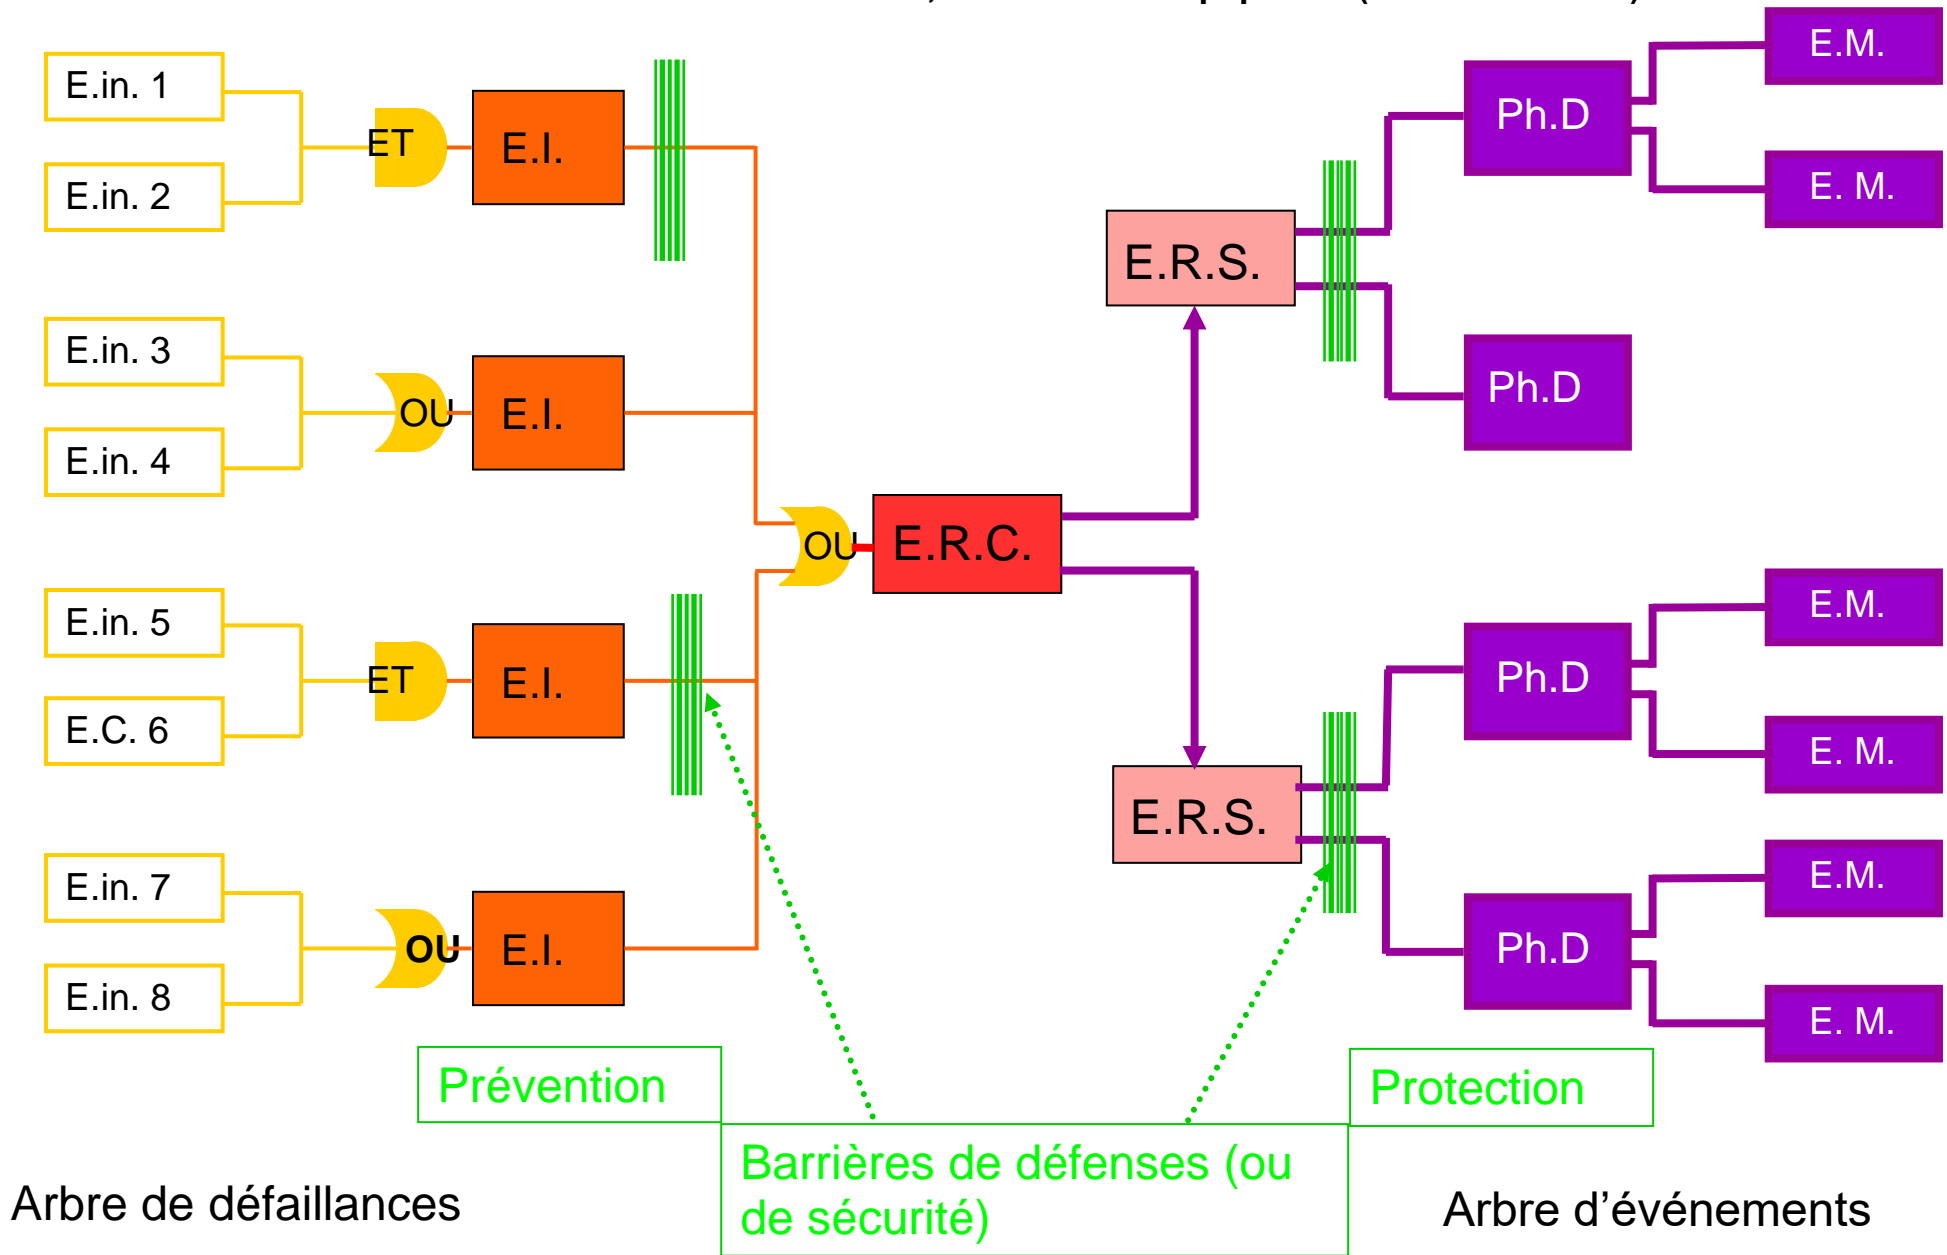 E.in. 1
E.in. 2
E.in. 3
E.in. 4
E.in. 5
E.C. 6
E.in. 7
E.in. 8
ET
OU
ET
OU
E.I.
E.I.
E.I.
E.I.
OU
E.R.C.
E.R.S.
E.R.S.
Ph.D
Ph.D
Ph.D
Ph.D
E.M.
E. M.
E.M.
E. M.
E.M.
E. M.
Prévention
Protection
Barrières de défenses (ou
de sécurité)
Arbre de défaillances
Arbre d’événements